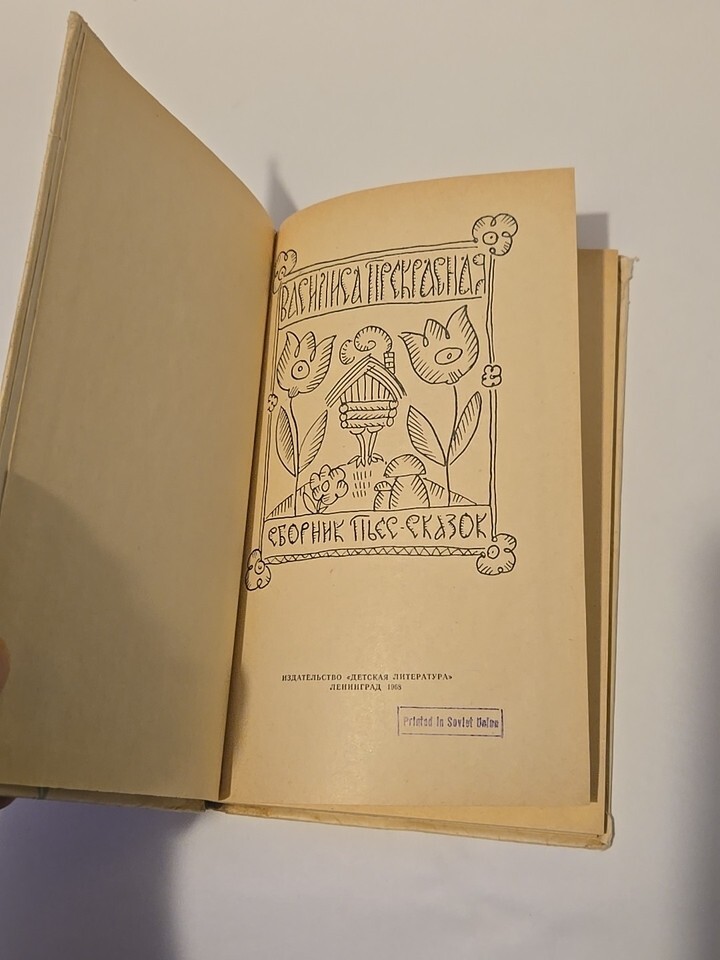 ВАСИЛИСА ПРЕКРАСНАЯ
СБОРНИК ПЬЕС-СКАЗОК
ИЗДАТЕЛЬСТВО «ДЕТСКАЯ ЛИТЕРАТУРА»
ЛЕНИНГРАД 1968
Printed in Soviet Union